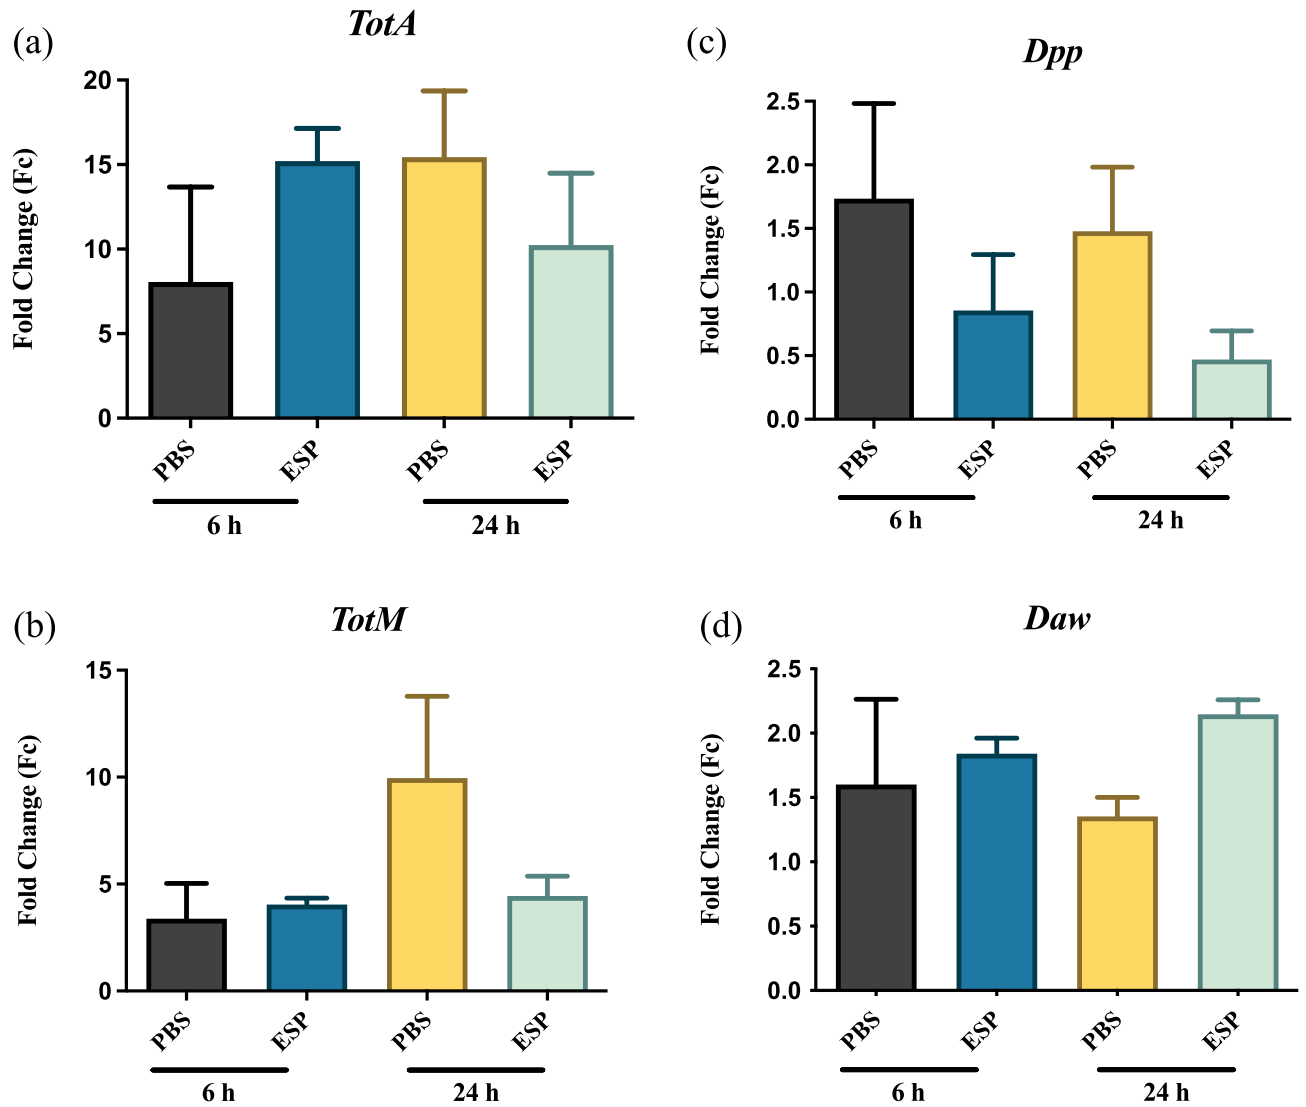 (a)
TotA
Fold Change (Fc)
20
15
10
5
0
PBS
ESP
PBS
ESP
6 h
24 h
(c)
Dpp
Fold Change (Fc)
2.5
2.0
1.5
1.0
0.5
0.0
PBS
ESP
PBS
ESP
6 h
24 h
(b)
TotM
Fold Change (Fc)
15
10
5
0
PBS
ESP
PBS
ESP
6 h
24 h
(d)
Daw
Fold Change (Fc)
2.5
2.0
1.5
1.0
0.5
0.0
PBS
ESP
PBS
ESP
6 h
24 h